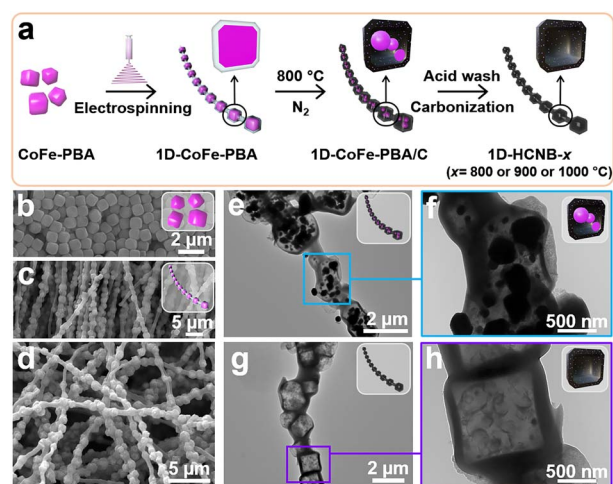 a
800 °C
Acid wash
Electrospinning
N2
Carbonization
CoFe-PBA
1D-CoFe-PBA
1D-CoFe-PBA/C
1D-HCNB-x
(x= 800 or 900 or 1000 °C)
b
2 μm
c
5 μm
d
5 μm
e
2 μm
f
500 nm
g
2 μm
h
500 nm